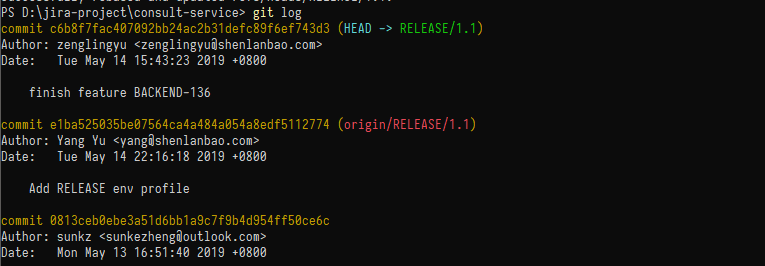 PS D:\jira-project\consult-service> git log
commit c6b8f7fac407092bb24ac2b31defc89f6ef743d3 (HEAD -> RELEASE/1.1)
Author: zenglingyu <zenglingyu@shenlanbao.com>
Date:   Tue May 14 15:43:23 2019 +0800
    finish feature BACKEND-136
commit e1ba525035be07564ca4a484a054a8edf5112774 (origin/RELEASE/1.1)
Author: Yang Yu <yang@shenlanbao.com>
Date:   Tue May 14 22:16:18 2019 +0800
    Add RELEASE env profile
commit 0813ceb0ebe3a51d6bb1a9c7f9b4d954ff50ce6c
Author: sunkz <sunkezheng@outlook.com>
Date:   Mon May 13 16:51:40 2019 +0800